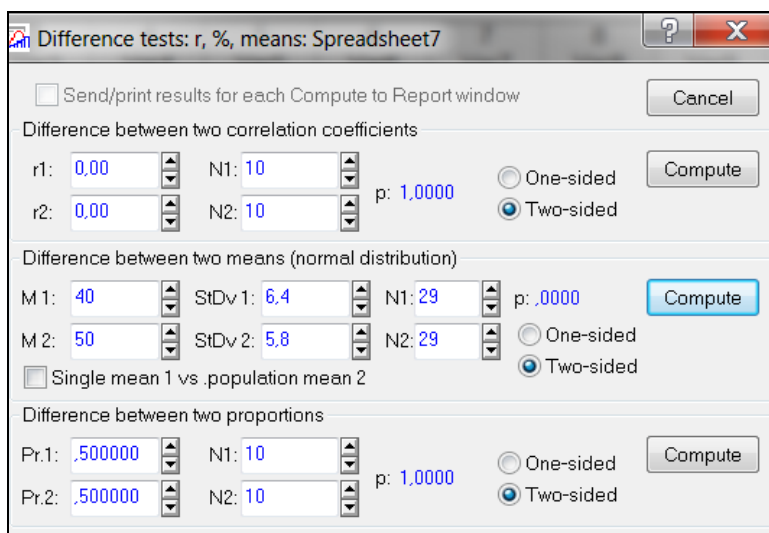 Difference tests: r, %, means: Spreadsheet7
Send/print results for each Compute to Report window Cancel
Difference between two correlation coefficients
r1: 0,00 N1: 10 p: 1,0000 One-sided Compute
r2: 0,00 N2: 10 Two-sided
Difference between two means (normal distribution)
M 1: 40 StDv 1: 6,4 N1: 29 p: ,0000 Compute
M 2: 50 StDv 2: 5,8 N2: 29 One-sided
Two-sided
Single mean 1 vs .population mean 2
Difference between two proportions
Pr.1: ,500000 N1: 10 p: 1,0000 One-sided Compute
Pr.2: ,500000 N2: 10 Two-sided